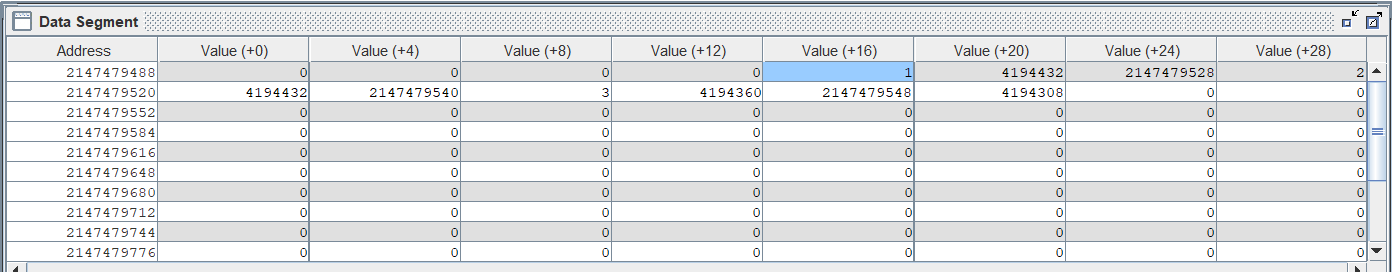 Data Segment
Address Value (+0) Value (+4) Value (+8) Value (+12) Value (+16) Value (+20) Value (+24) Value (+28)
2147479488 0 0 0 0 1 4194432 2147479528 2
2147479520 4194432 2147479540 3 4194360 2147479548 4194308 0 0
2147479552 0 0 0 0 0 0 0 0
2147479584 0 0 0 0 0 0 0 0
2147479616 0 0 0 0 0 0 0 0
2147479648 0 0 0 0 0 0 0 0
2147479680 0 0 0 0 0 0 0 0
2147479712 0 0 0 0 0 0 0 0
2147479744 0 0 0 0 0 0 0 0
2147479776 0 0 0 0 0 0 0 0